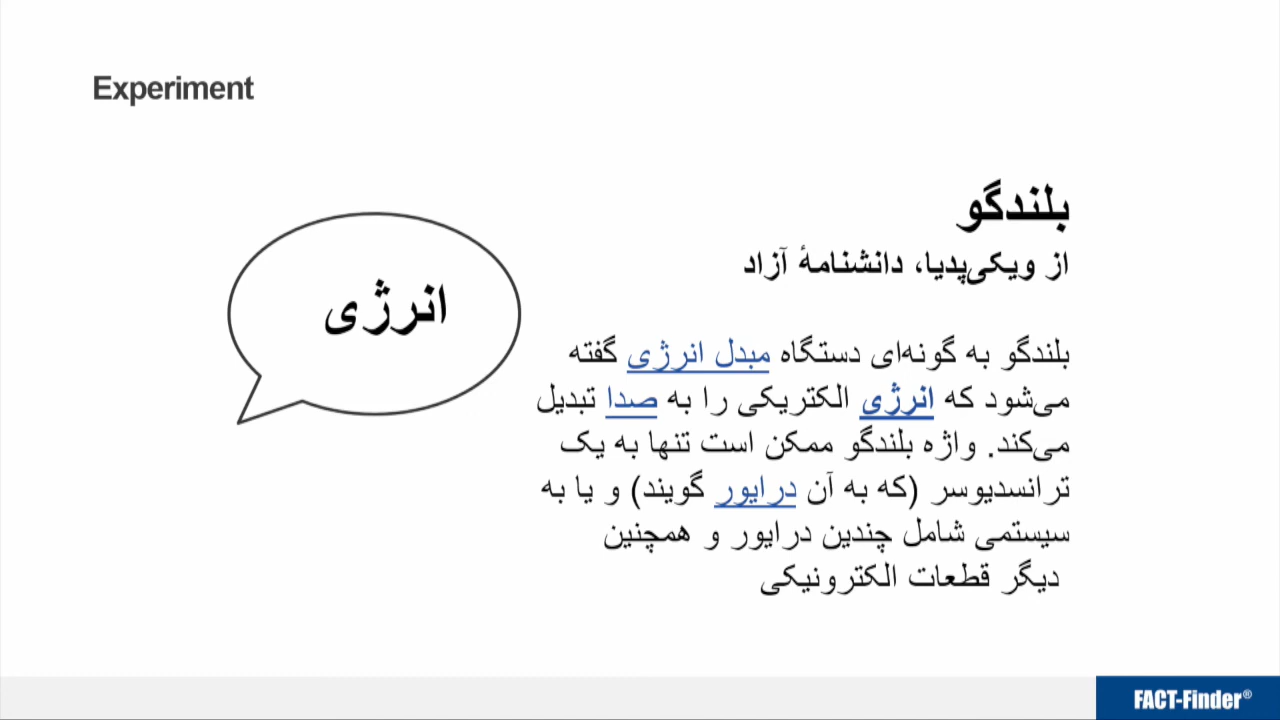 Experiment
انرژی
بلندگو
از ویکی‌پدیا، دانشنامهٔ آزاد
بلندگو به گونه‌ای دستگاه مبدل انرژی گفته
می‌شود که انرژی الکتریکی را به صدا تبدیل
می‌کند. واژه بلندگو ممکن است تنها به یک
ترانسدیوسر (که به آن درایور گویند) و یا به
سیستمی شامل چندین درایور و همچنین
دیگر قطعات الکترونیکی
FACT-Finder®